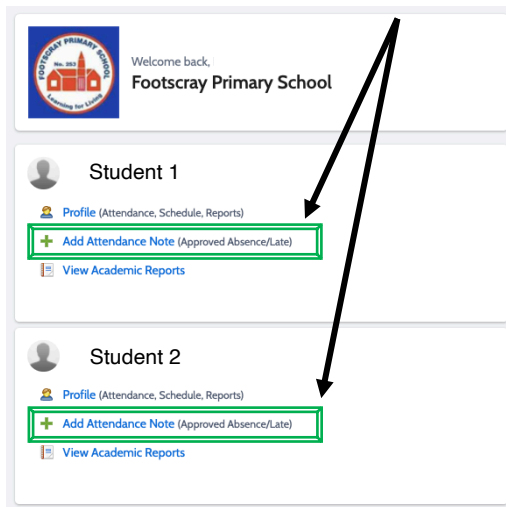 FOOTSCRAY PRIMARY SCHOOL
No. 253
Learning for Living
Welcome back,
Footscray Primary School
Student 1
Profile (Attendance, Schedule, Reports)
Add Attendance Note (Approved Absence/Late)
View Academic Reports
Student 2
Profile (Attendance, Schedule, Reports)
Add Attendance Note (Approved Absence/Late)
View Academic Reports